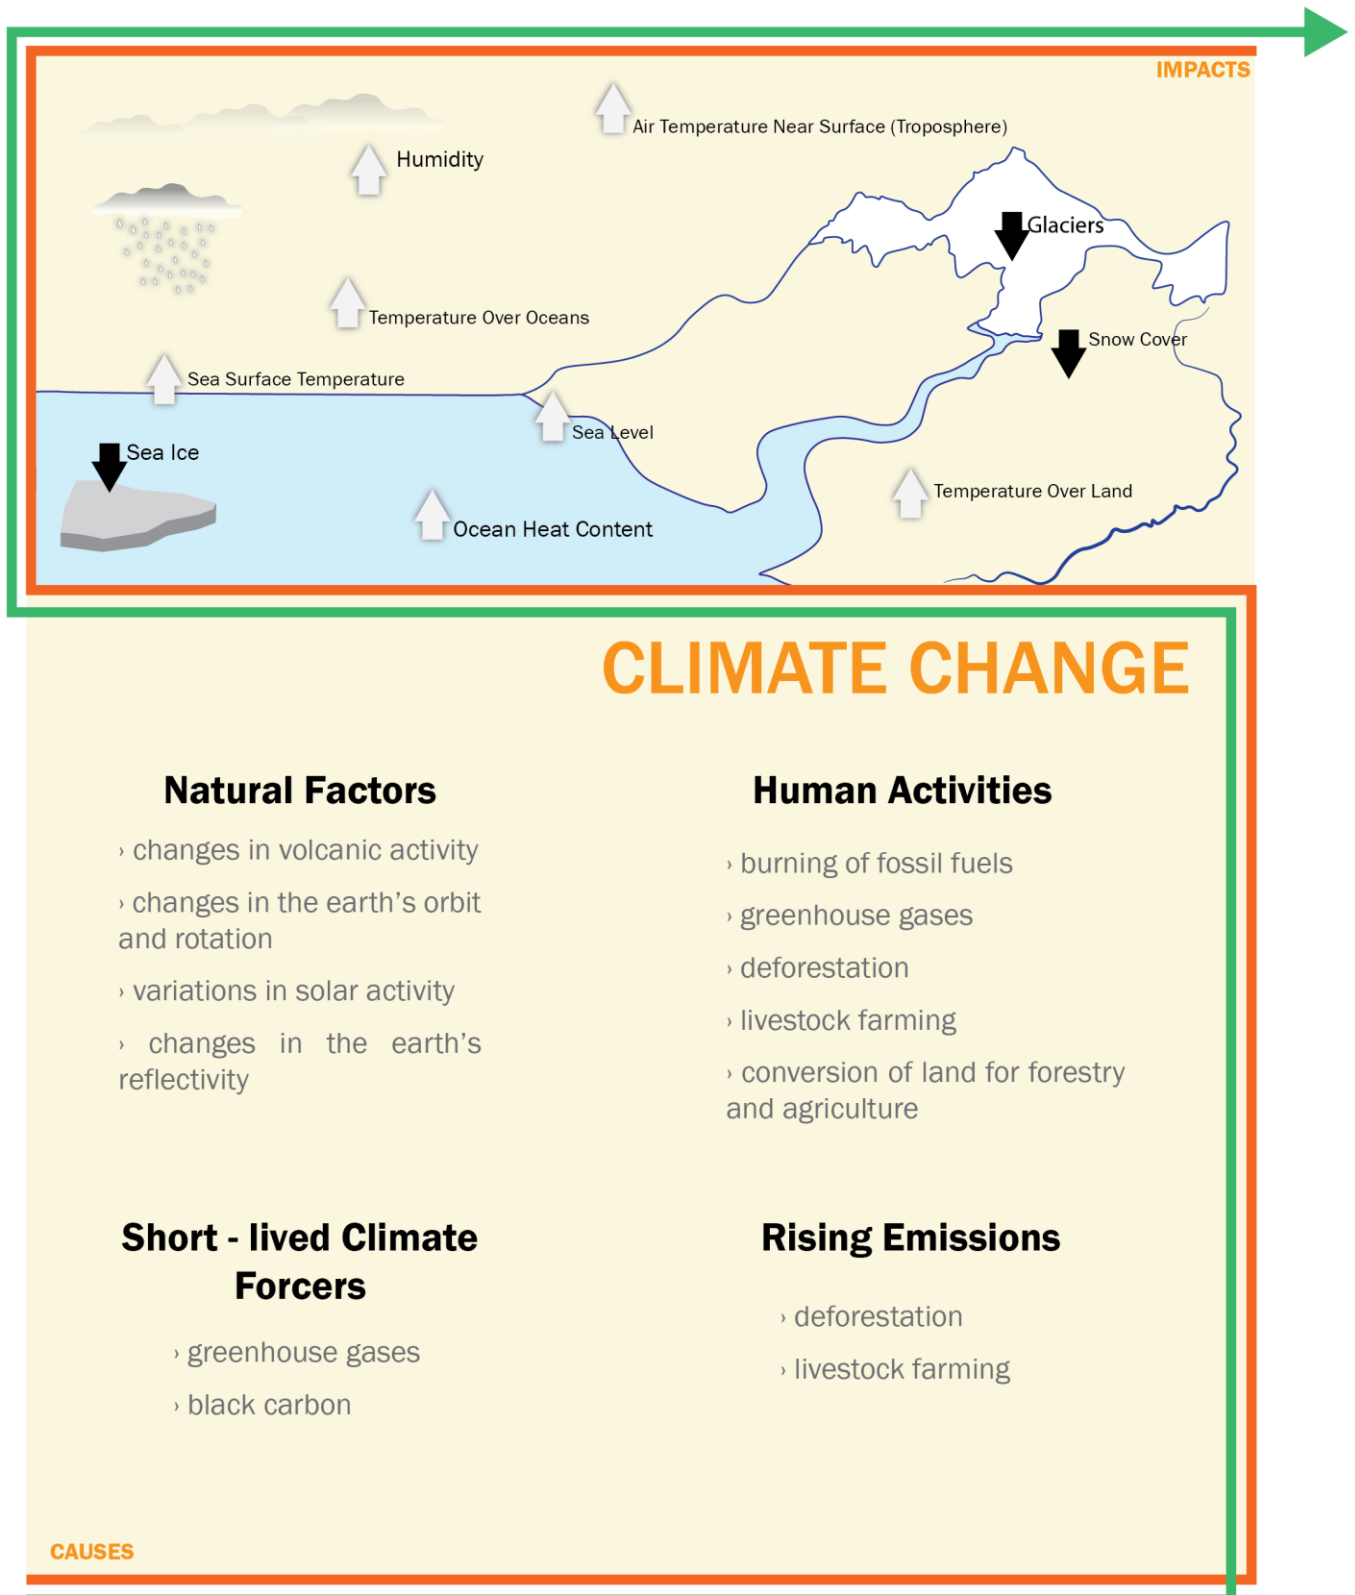 IMPACTS
Air Temperature Near Surface (Troposphere)
Humidity
Glaciers
Temperature Over Oceans
Snow Cover
Sea Surface Temperature
Sea Level
Sea Ice
Temperature Over Land
Ocean Heat Content
CLIMATE CHANGE
Natural Factors
› changes in volcanic activity
› changes in the earth’s orbit
and rotation
› variations in solar activity
› changes in the earth’s
reflectivity
Human Activities
› burning of fossil fuels
› greenhouse gases
› deforestation
› livestock farming
› conversion of land for forestry
and agriculture
Short - lived Climate
Forcers
› greenhouse gases
› black carbon
Rising Emissions
› deforestation
› livestock farming
CAUSES